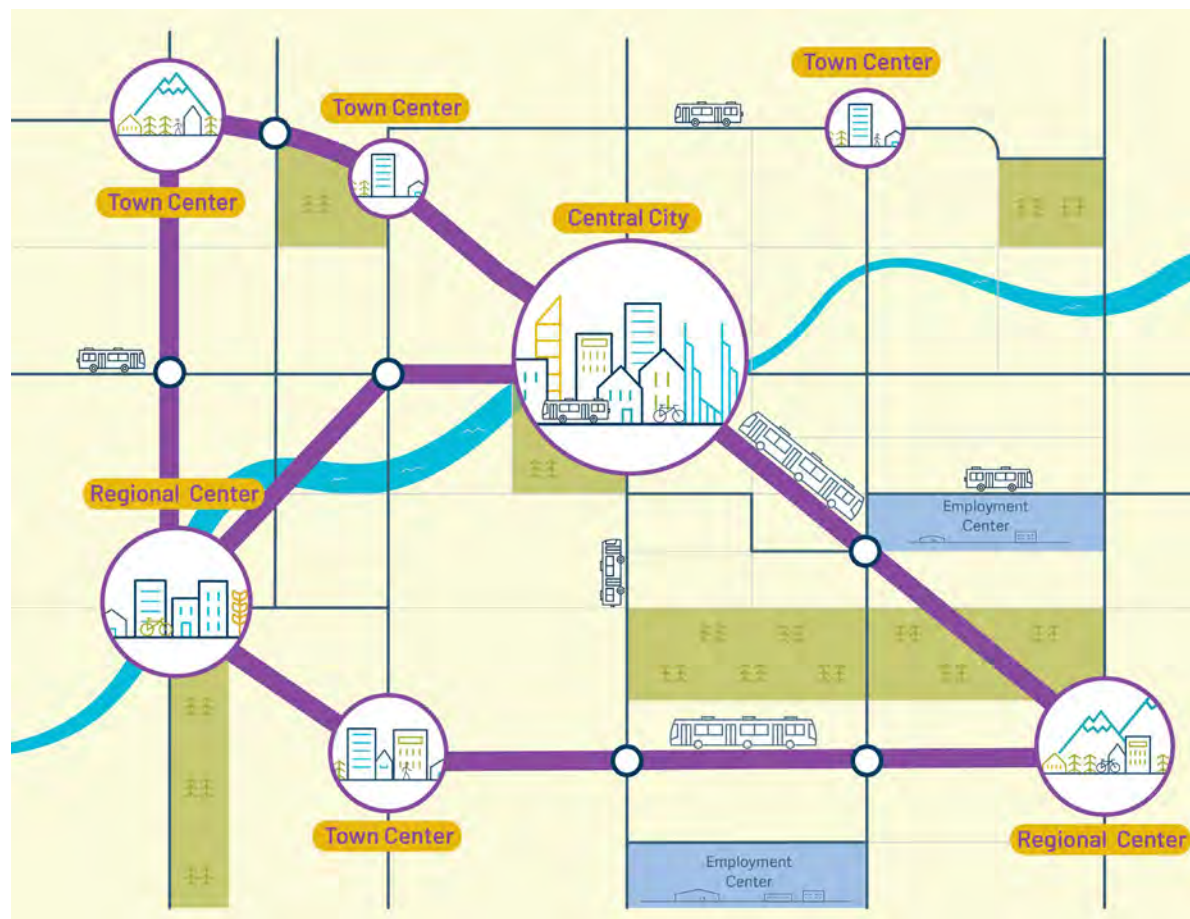 Town Center
Town Center
Town Center
Central City
Regional Center
Employment
Center
Town Center
Regional Center
Employment
Center